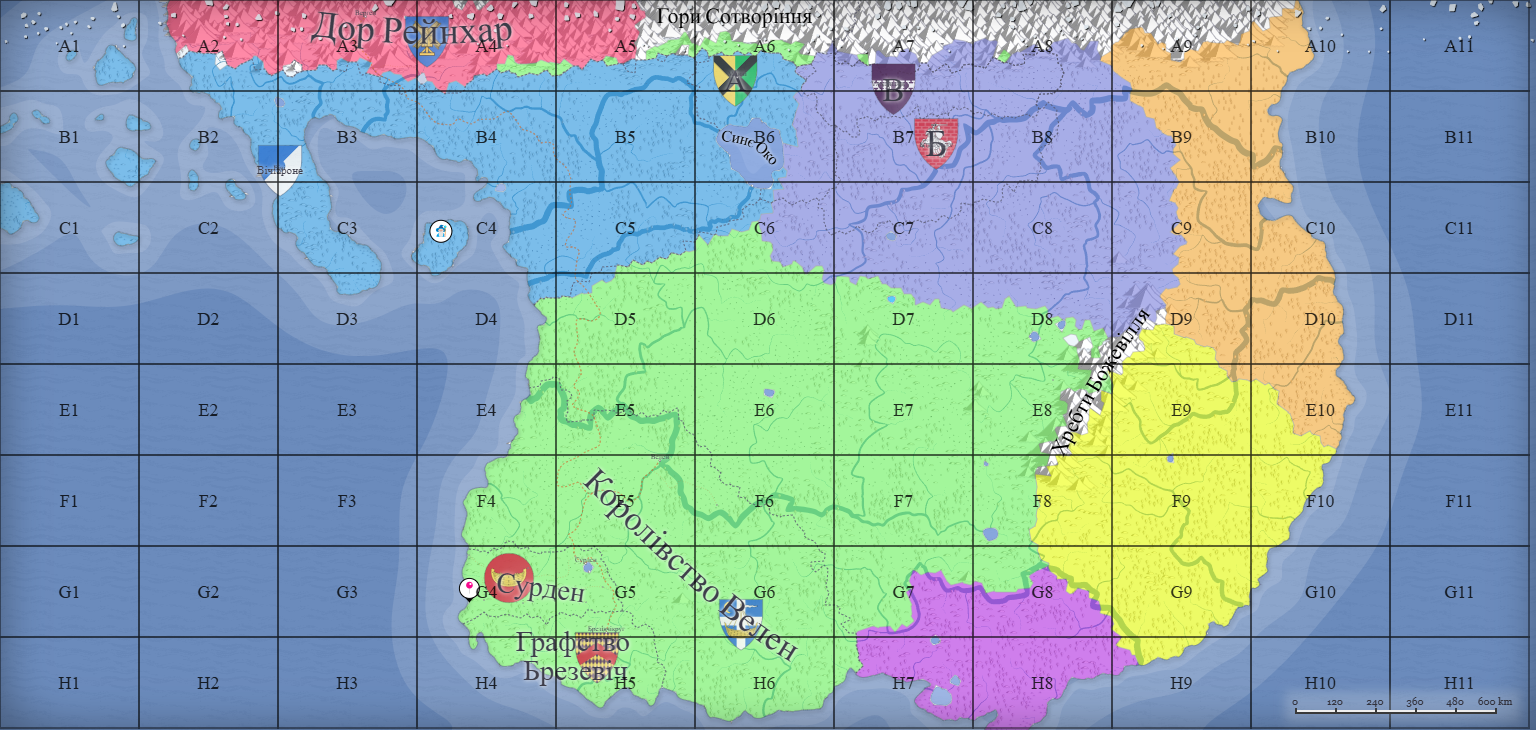 Гори Сотворіння
Дор Рейнхар
A1 A2 A3 A4 A5 A6 A7 A8 A9 A10 A11
А
В
Б
B1 B2 B3 B4 B5 B6 B7 B8 B9 B10 B11
Синє Око
Вічьроне
C1 C2 C3 C4 C5 C6 C7 C8 C9 C10 C11
D1 D2 D3 D4 D5 D6 D7 D8 D9 D10 D11
Хребти Божевілля
E1 E2 E3 E4 E5 E6 E7 E8 E9 E10 E11
Велен
F1 F2 F3 F4 F5 F6 F7 F8 F9 F10 F11
Королівство Велен
Сурден
Сурден
G1 G2 G3 G4 G5 G6 G7 G8 G9 G10 G11
Графство
Брезевіч
H1 H2 H3 H4 H5 H6 H7 H8 H9 H10 H11
0 120 240 360 480 600 km